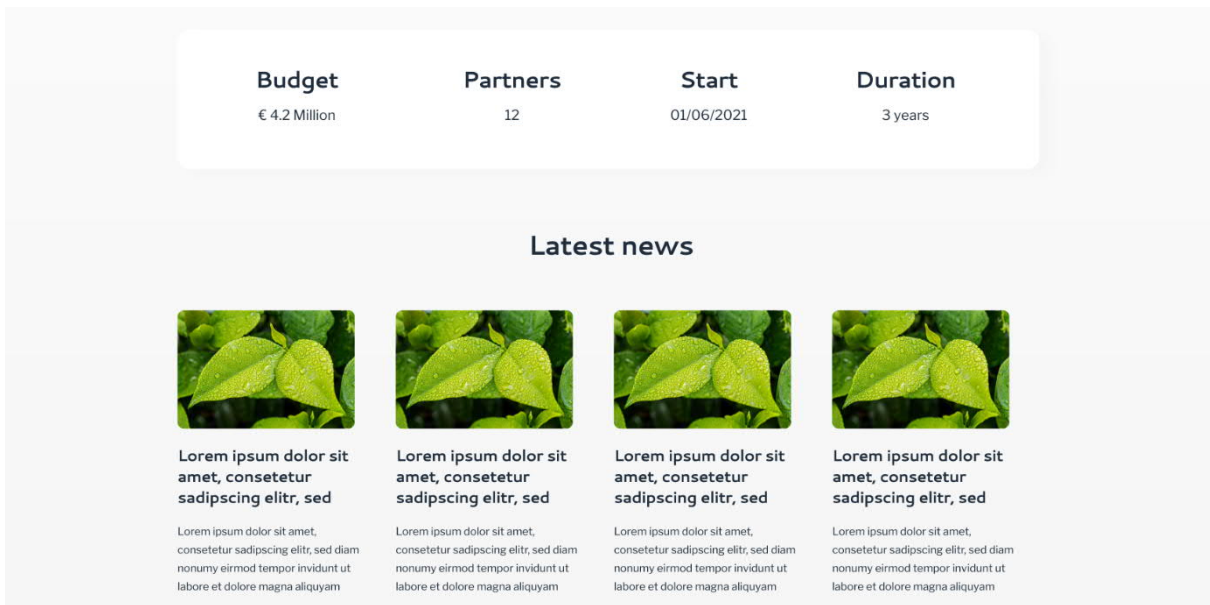 Budget
€ 4.2 Million
Partners
12
Start
01/06/2021
Duration
3 years
Latest news
Lorem ipsum dolor sit
amet, consetetur
sadipscing elitr, sed
Lorem ipsum dolor sit amet,
consetetur sadipscing elitr, sed diam
nonumy eirmod tempor invidunt ut
labore et dolore magna aliquyam
Lorem ipsum dolor sit
amet, consetetur
sadipscing elitr, sed
Lorem ipsum dolor sit amet,
consetetur sadipscing elitr, sed diam
nonumy eirmod tempor invidunt ut
labore et dolore magna aliquyam
Lorem ipsum dolor sit
amet, consetetur
sadipscing elitr, sed
Lorem ipsum dolor sit amet,
consetetur sadipscing elitr, sed diam
nonumy eirmod tempor invidunt ut
labore et dolore magna aliquyam
Lorem ipsum dolor sit
amet, consetetur
sadipscing elitr, sed
Lorem ipsum dolor sit amet,
consetetur sadipscing elitr, sed diam
nonumy eirmod tempor invidunt ut
labore et dolore magna aliquyam